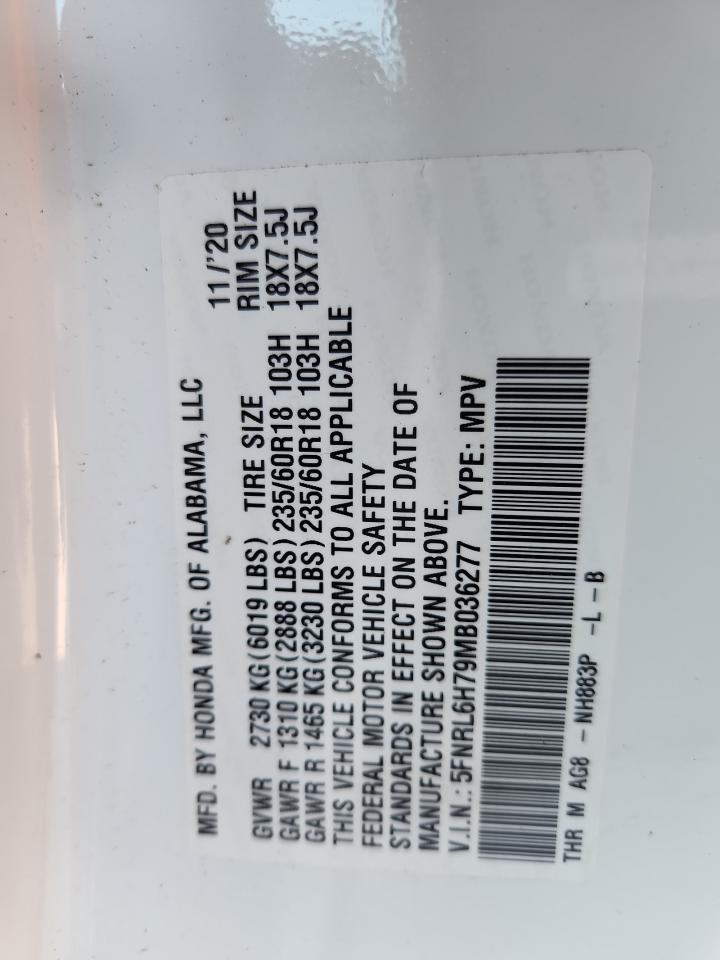 MFD. BY HONDA MFG. OF ALABAMA, LLC 11/'20
GVWR 2730 KG(6019 LBS) TIRE SIZE RIM SIZE
GAWR F 1310 KG(2888 LBS)235/60R18 103H 18X7.5J
GAWR R 1465 KG(3230 LBS)235/60R18 103H 18X7.5J
THIS VEHICLE CONFORMS TO ALL APPLICABLE
FEDERAL MOTOR VEHICLE SAFETY
STANDARDS IN EFFECT ON THE DATE OF
MANUFACTURE SHOWN ABOVE.
V.I.N.: 5FNRL6H79MB036277 TYPE: MPV
THR M AG8 -NH883P -L -B